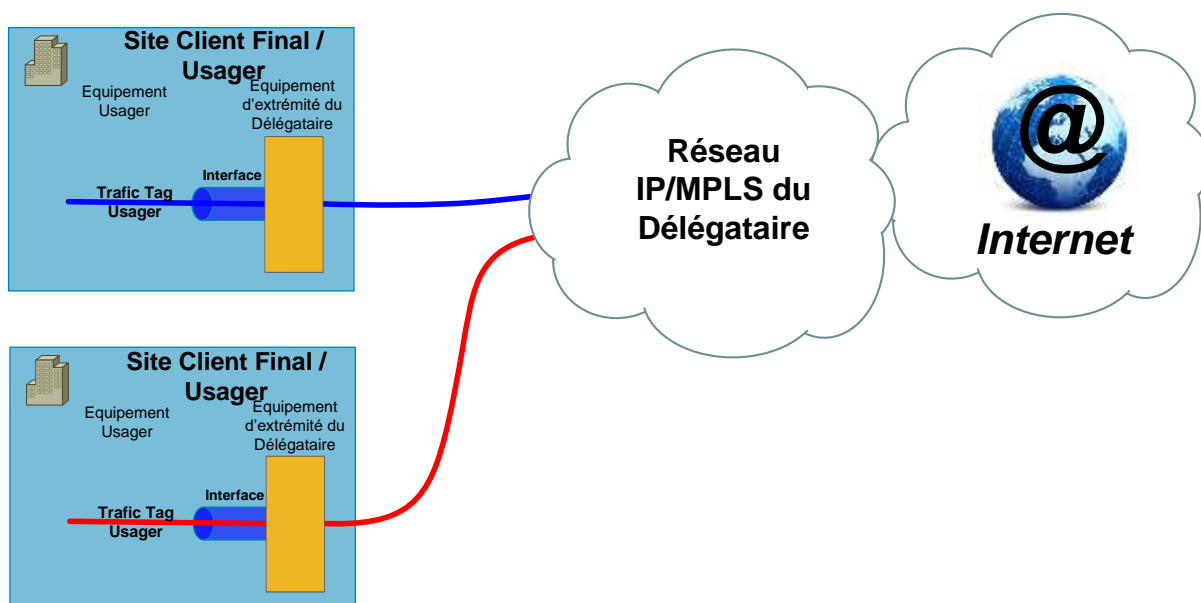 Site Client Final /
Usager
Equipement
Usager
Equipement
d'extrémité du
Délégataire
Interface
Trafic Tag
Usager
Réseau
IP/MPLS du
Délégataire
@
Internet
Site Client Final /
Usager
Equipement
Usager
Equipement
d'extrémité du
Délégataire
Interface
Trafic Tag
Usager